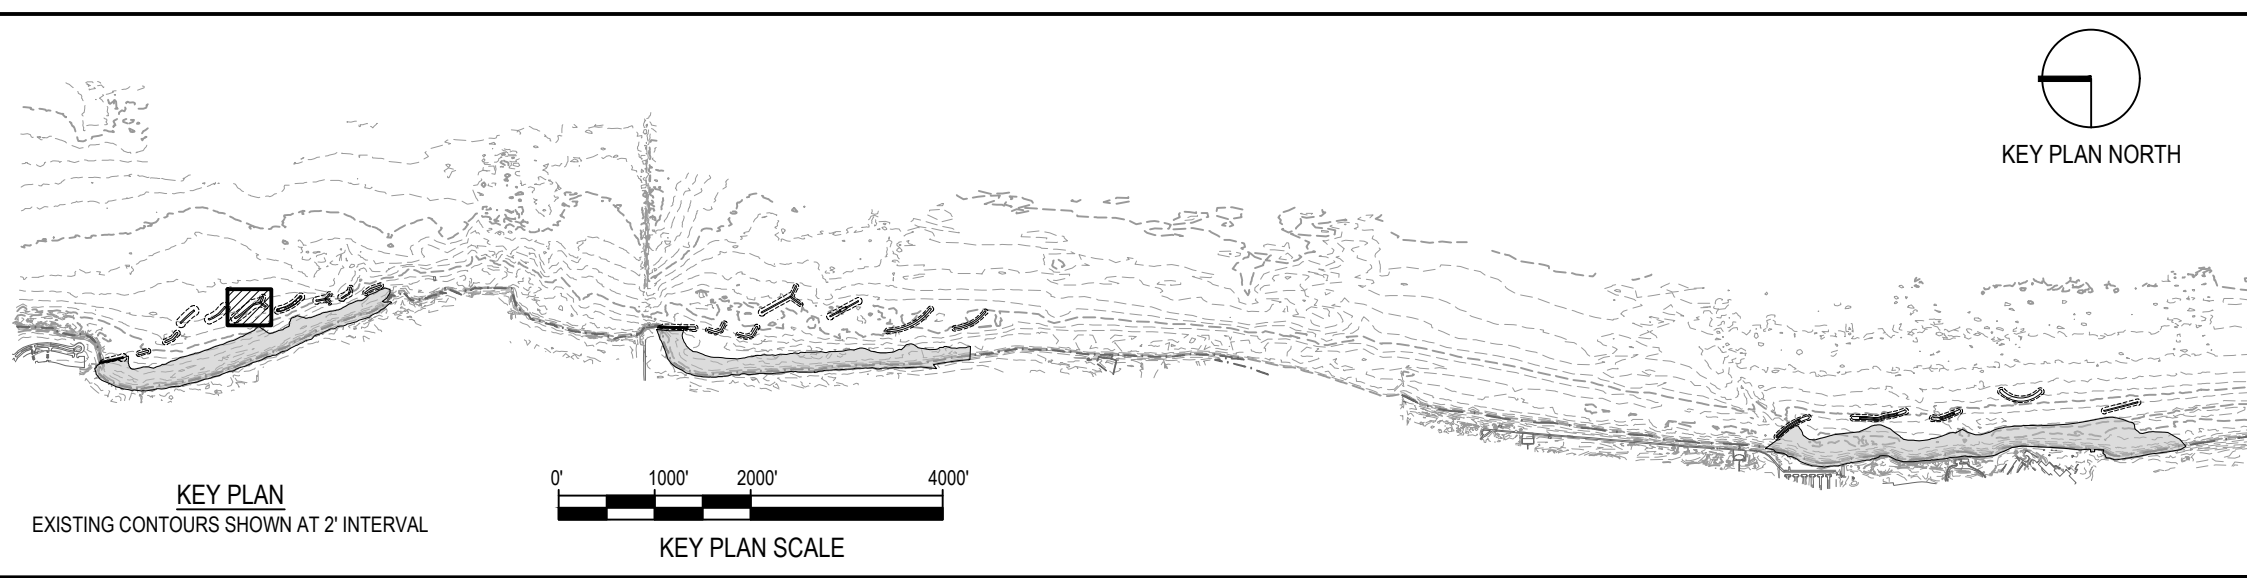 KEY PLAN NORTH
KEY PLAN
EXISTING CONTOURS SHOWN AT 2' INTERVAL
0' 1000' 2000' 4000'
KEY PLAN SCALE